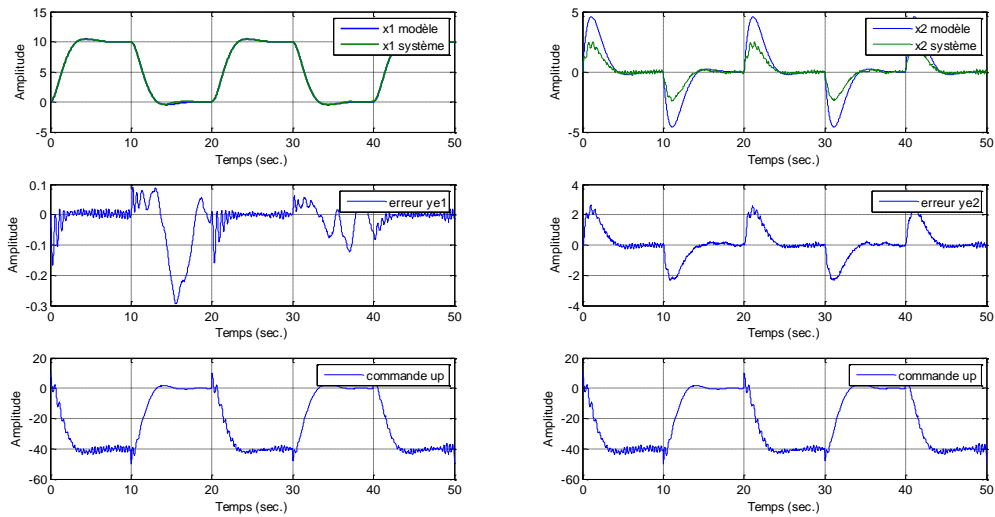 15
10
5
0
-5
Amplitude
x1 modèle
x1 système
0 10 20 30 40 50
Temps (sec.)
5
0
-5
Amplitude
x2 modèle
x2 système
0 10 20 30 40 50
Temps (sec.)
0.1
0
-0.1
-0.2
-0.3
Amplitude
erreur ye1
0 10 20 30 40 50
Temps (sec.)
4
2
0
-2
-4
Amplitude
erreur ye2
0 10 20 30 40 50
Temps (sec.)
20
0
-20
-40
-60
Amplitude
commande up
0 10 20 30 40 50
Temps (sec.)
20
0
-20
-40
-60
Amplitude
commande up
0 10 20 30 40 50
Temps (sec.)